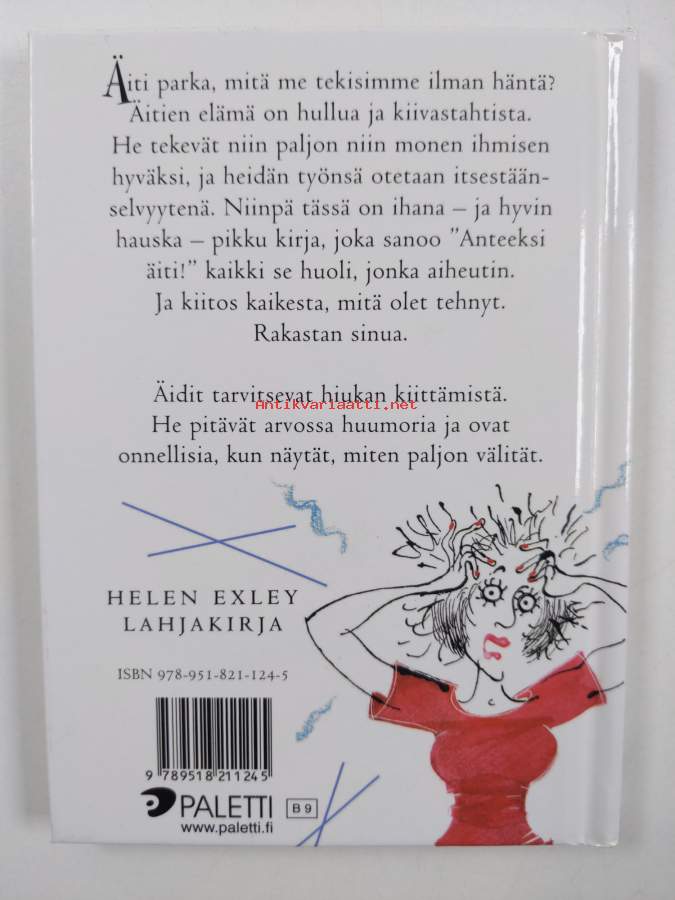 Äiti parka, mitä me tekisimme ilman häntä?
Äitien elämä on hullua ja kiivastahtista.
He tekevät niin paljon niin monen ihmisen
hyväksi, ja heidän työnsä otetaan itsestään-
selvyytenä. Niinpä tässä on ihana – ja hyvin
hauska – pikku kirja, joka sanoo ”Anteeksi
äiti!” kaikki se huoli, jonka aiheutin.
Ja kiitos kaikesta, mitä olet tehnyt.
Rakastan sinua.
Äidit tarvitsevat hiukan kiittämistä.
Antikvariaatti.net
He pitävät arvossa huumoria ja ovat
onnellisia, kun näytät, miten paljon välität.
HELEN EXLEY
LAHJAKIRJA
ISBN 978-951-821-124-5
9 789518 211245
PALETTI B 9
www.paletti.fi